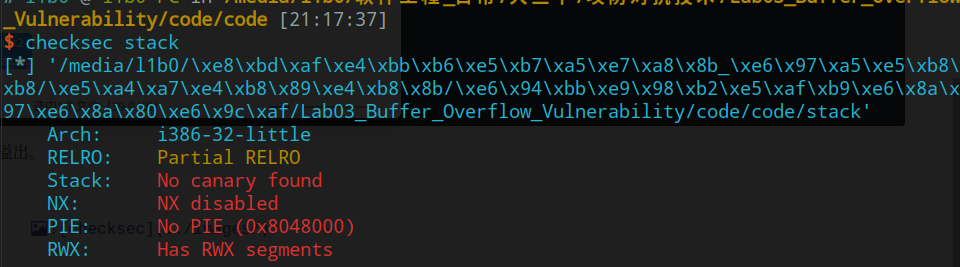 _Vulnerability/code/code [21:17:37]
$ checksec stack
[*] '/media/l1b0/\xe8\xbd\xaf\xe4\xbb\xb6\xe5\xb7\xa5\xe7\xa8\x8b_\xe6\x97\xa5\xe5\xb8\
xb8/\xe5\xa4\xa7\xe4\xb8\x89\xe4\xb8\x8b/\xe6\x94\xbb\xe9\x98\xb2\xe5\xaf\xb9\xe6\x8a\x
97\xe6\x8a\x80\xe6\x9c\xaf/Lab03_Buffer_Overflow_Vulnerability/code/code/stack'
Arch: i386-32-little
溢出。 RELRO: Partial RELRO
Stack: No canary found
NX: NX disabled
PIE: No PIE (0x8048000)
RWX: Has RWX segments